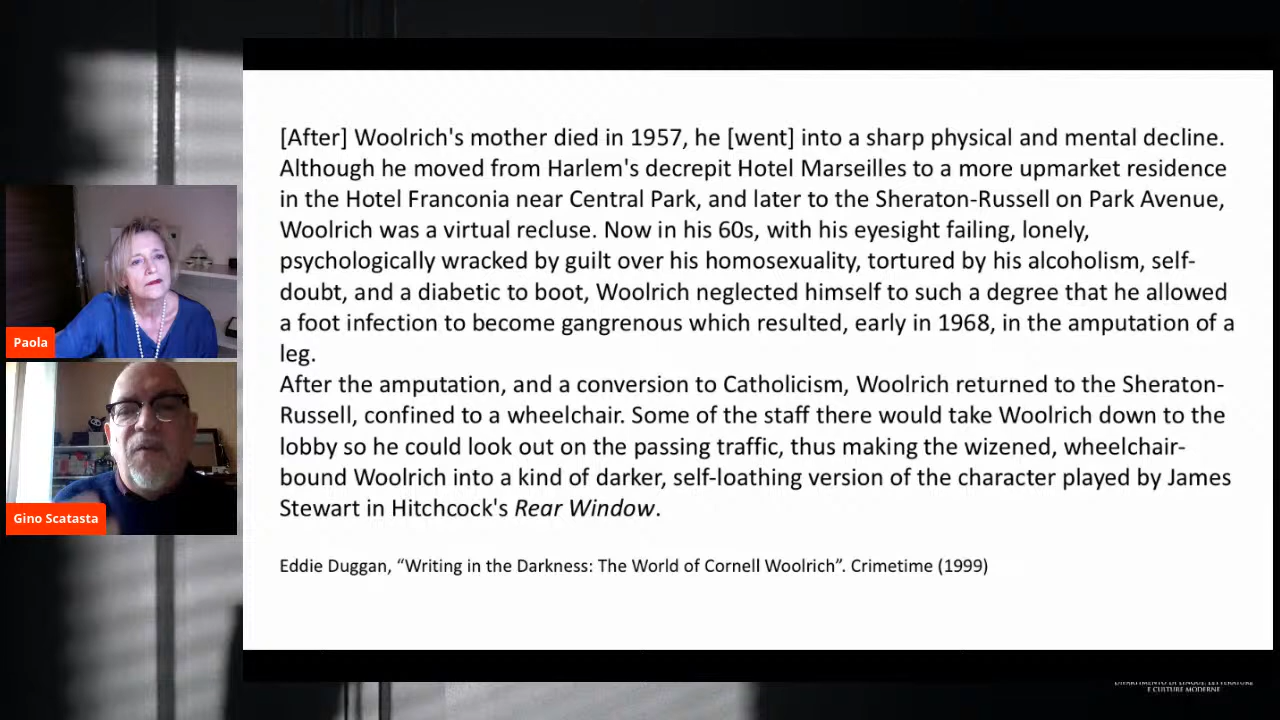 [After] Woolrich's mother died in 1957, he [went] into a sharp physical and mental decline.
Although he moved from Harlem's decrepit Hotel Marseilles to a more upmarket residence
in the Hotel Franconia near Central Park, and later to the Sheraton-Russell on Park Avenue,
Woolrich was a virtual recluse. Now in his 60s, with his eyesight failing, lonely,
psychologically wracked by guilt over his homosexuality, tortured by his alcoholism, self-
doubt, and a diabetic to boot, Woolrich neglected himself to such a degree that he allowed
a foot infection to become gangrenous which resulted, early in 1968, in the amputation of a
leg.
After the amputation, and a conversion to Catholicism, Woolrich returned to the Sheraton-
Russell, confined to a wheelchair. Some of the staff there would take Woolrich down to the
lobby so he could look out on the passing traffic, thus making the wizened, wheelchair-
bound Woolrich into a kind of darker, self-loathing version of the character played by James
Stewart in Hitchcock's Rear Window.
Eddie Duggan, “Writing in the Darkness: The World of Cornell Woolrich”. Crimetime (1999)
Paola
Gino Scatasta
DIPARTIMENTO DI LINGUE, LETTERATURE
E CULTURE MODERNE